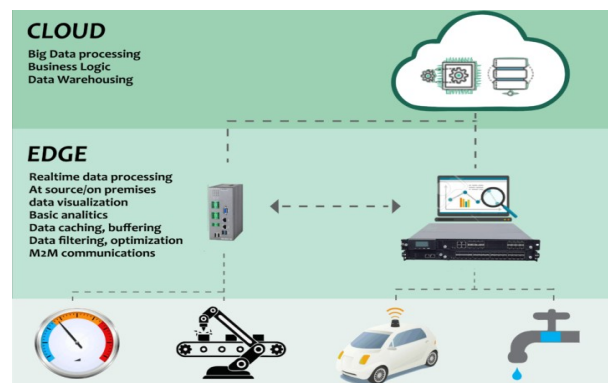 CLOUD
Big Data processing
Business Logic
Data Warehousing
EDGE
Realtime data processing
At source/on premises
data visualization
Basic analitics
Data caching, buffering
Data filtering, optimization
M2M communications